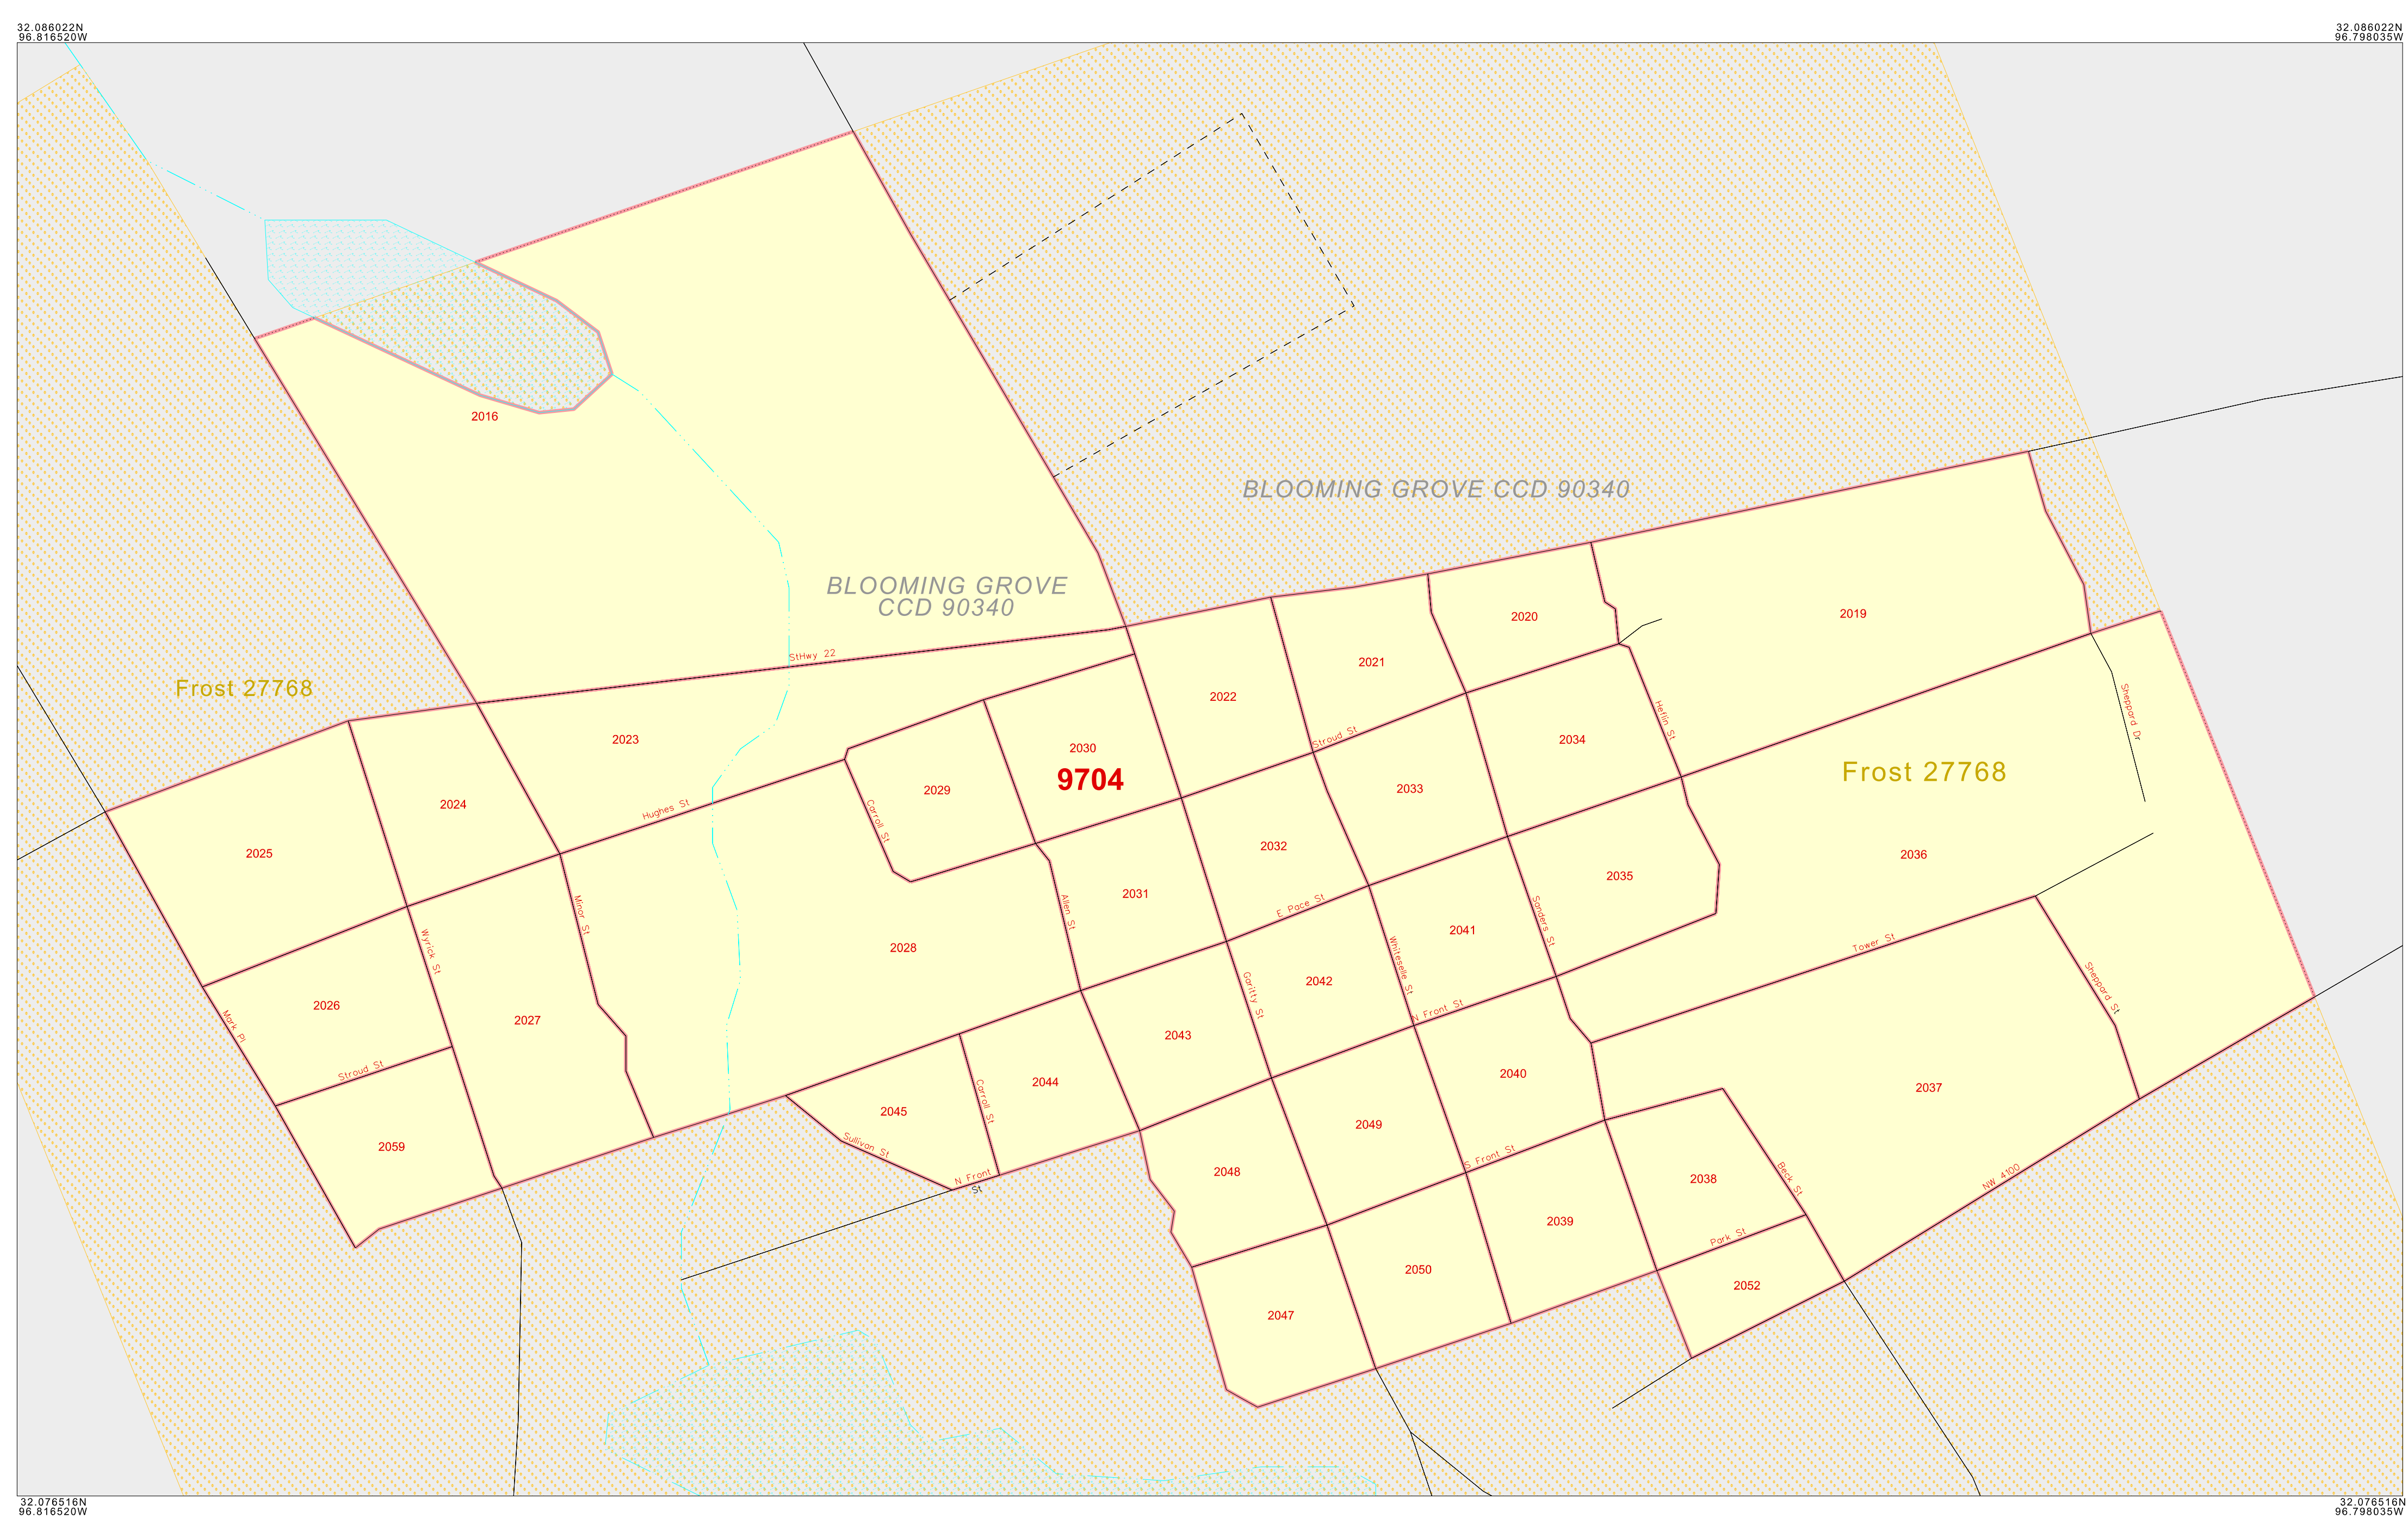 32.086022N
96.816520W
32.086022N
96.798035W
2016
BLOOMING GROVE CCD 90340
BLOOMING GROVE
CCD 90340
2020
2019
StHwy 22
2021
Frost 27768
2022
Sheppard Dr
2023
Heflin St
Stroud St
2034
2030
9704
Frost 27768
2029
2033
2024
Hughes St
Carroll St
2025
2032
2036
2035
2031
E Pace St
Allen St
Minor St
Sanders St
2041
Wyrick St
2028
Tower St
Whiteselle St
2042
Garitty St
Sheppard St
2026
2027
N Front St
Mark Pl
2043
Stroud St
2044
2040
2037
2045
Carroll St
2049
Sullivan St
2059
S Front St
2048
N Front
St
Beck St
2038
NW 4100
2039
Park St
2050
2052
2047
32.076516N
96.816520W
32.076516N
96.798035W